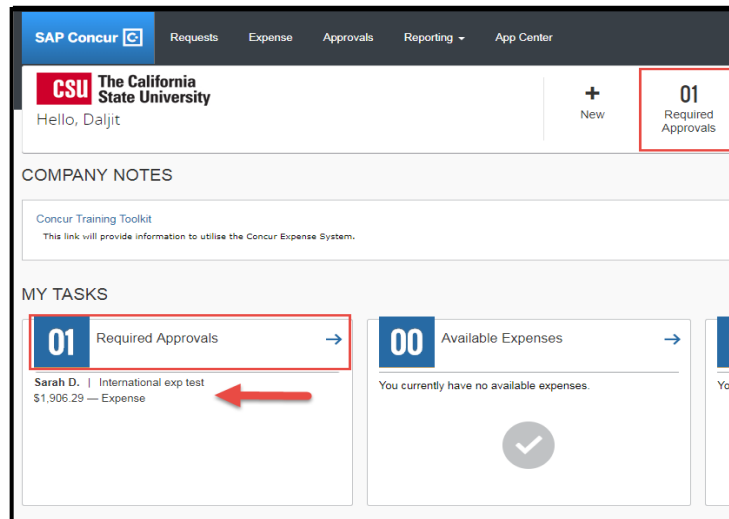 SAP Concur C Requests Expense Approvals Reporting App Center
CSU The California
State University
Hello, Daljit
+
New
01
Required
Approvals
COMPANY NOTES
Concur Training Toolkit
This link will provide information to utilise the Concur Expense System.
MY TASKS
01 Required Approvals →
Sarah D. | International exp test
$1,906.29 — Expense
00 Available Expenses →
You currently have no available expenses.
Yo